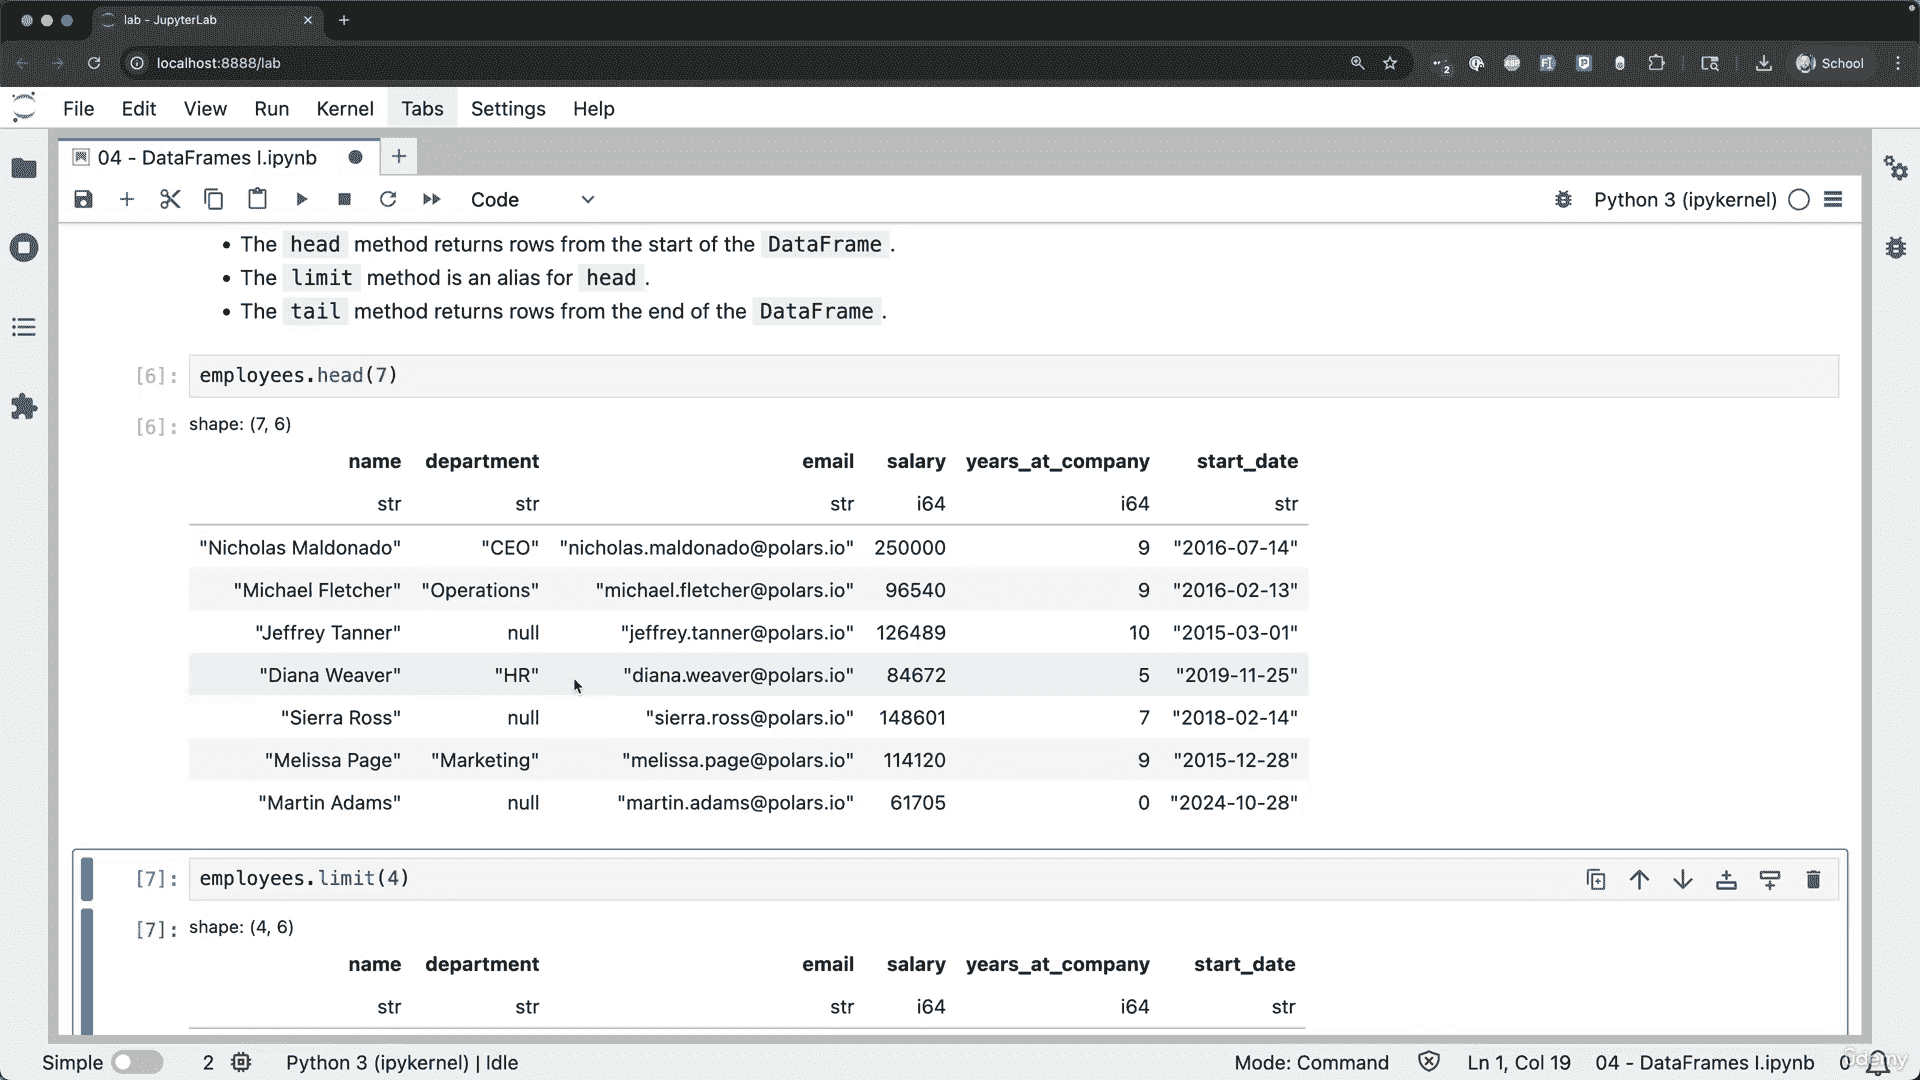 lab - JupyterLab
localhost:8888/lab
2
ABP
School
File Edit View Run Kernel Tabs Settings Help
04 - DataFrames I.ipynb
Code
Python 3 (ipykernel)
• The head method returns rows from the start of the DataFrame.
• The limit method is an alias for head.
• The tail method returns rows from the end of the DataFrame.
[6]: employees.head(7)
[6]: shape: (7, 6)
name department email salary years_at_company start_date
str str str i64 i64 str
"Nicholas Maldonado" "CEO" "nicholas.maldonado@polars.io" 250000 9 "2016-07-14"
"Michael Fletcher" "Operations" "michael.fletcher@polars.io" 96540 9 "2016-02-13"
"Jeffrey Tanner" null "jeffrey.tanner@polars.io" 126489 10 "2015-03-01"
"Diana Weaver" "HR" "diana.weaver@polars.io" 84672 5 "2019-11-25"
"Sierra Ross" null "sierra.ross@polars.io" 148601 7 "2018-02-14"
"Melissa Page" "Marketing" "melissa.page@polars.io" 114120 9 "2015-12-28"
"Martin Adams" null "martin.adams@polars.io" 61705 0 "2024-10-28"
[7]: employees.limit(4)
[7]: shape: (4, 6)
name department email salary years_at_company start_date
str str str i64 i64 str
Simple 2 Python 3 (ipykernel) | Idle Mode: Command Ln 1, Col 19 04 - DataFrames I.ipynb 0
Udemy